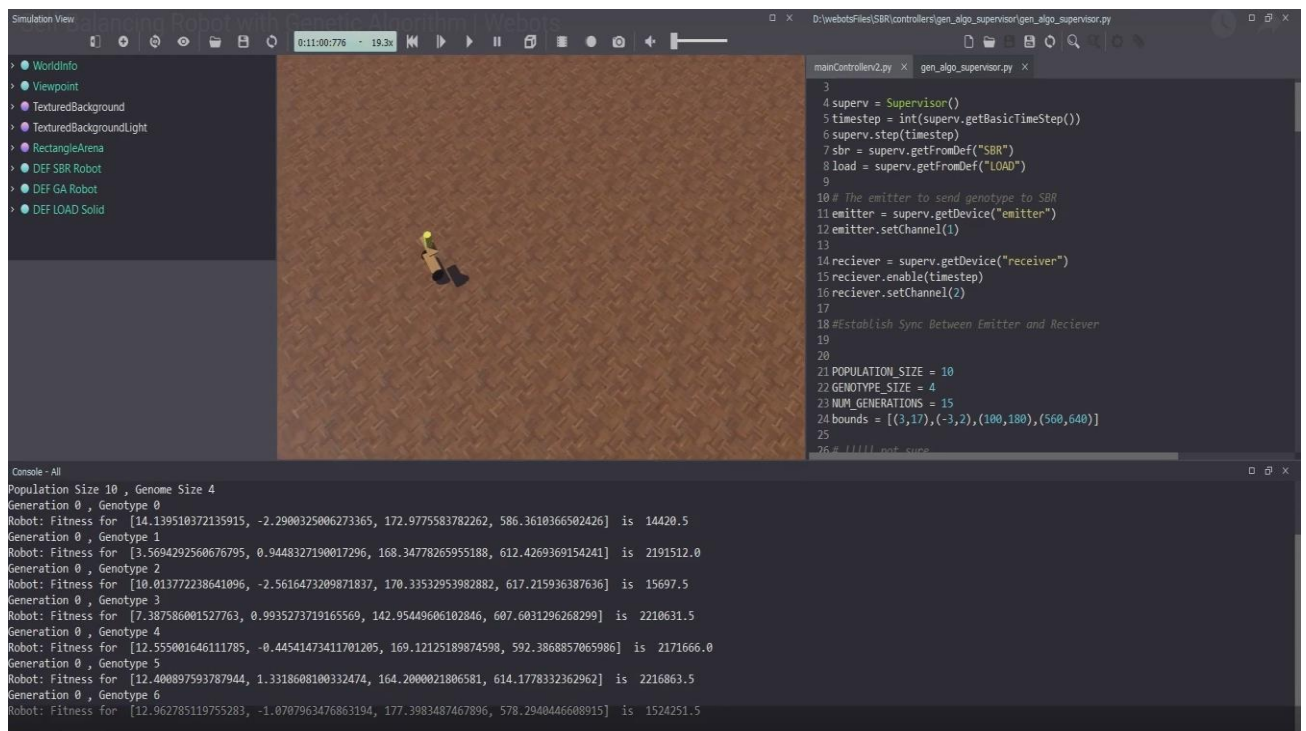 Self Balancing Robot with Genetic Algorithm | Webots
Simulation View
D:\webotsFiles\SBR\controllers\gen_algo_supervisor\gen_algo_supervisor.py
0:11:00:776 - 19.3x
WorldInfo
Viewpoint
TexturedBackground
TexturedBackgroundLight
RectangleArena
DEF SBR Robot
DEF GA Robot
DEF LOAD Solid
mainControllerv2.py × gen_algo_supervisor.py ×
3
4 superv = Supervisor()
5 timestep = int(superv.getBasicTimeStep())
6 superv.step(timestep)
7 sbr = superv.getFromDef("SBR")
8 load = superv.getFromDef("LOAD")
9
10 # The emitter to send genotype to SBR
11 emitter = superv.getDevice("emitter")
12 emitter.setChannel(1)
13
14 reciever = superv.getDevice("receiver")
15 reciever.enable(timestep)
16 reciever.setChannel(2)
17
18 #Establish Sync Between Emitter and Reciever
19
20
21 POPULATION_SIZE = 10
22 GENOTYPE_SIZE = 4
23 NUM_GENERATIONS = 15
24 bounds = [(3,17),(-3,2),(100,180),(560,640)]
25
26 # !!!!! not sure
Console - All
Population Size 10 , Genome Size 4
Generation 0 , Genotype 0
Robot: Fitness for [14.139510372135915, -2.2900325006273365, 172.9775583782262, 586.3610366502426] is 14420.5
Generation 0 , Genotype 1
Robot: Fitness for [3.5694292560676795, 0.9448327190017296, 168.34778265955188, 612.4269369154241] is 2191512.0
Generation 0 , Genotype 2
Robot: Fitness for [10.013772238641096, -2.5616473209871837, 170.33532953982882, 617.215936387636] is 15697.5
Generation 0 , Genotype 3
Robot: Fitness for [7.387586001527763, 0.9935273719165569, 142.95449606102846, 607.6031296268299] is 2210631.5
Generation 0 , Genotype 4
Robot: Fitness for [12.555001646111785, -0.44541473411701205, 169.12125189874598, 592.3868857065986] is 2171666.0
Generation 0 , Genotype 5
Robot: Fitness for [12.400897593787944, 1.3318608100332474, 164.2000021806581, 614.1778332362962] is 2216863.5
Generation 0 , Genotype 6
Robot: Fitness for [12.962785119755283, -1.0707963476863194, 177.3983487467896, 578.2940446608915] is 1524251.5